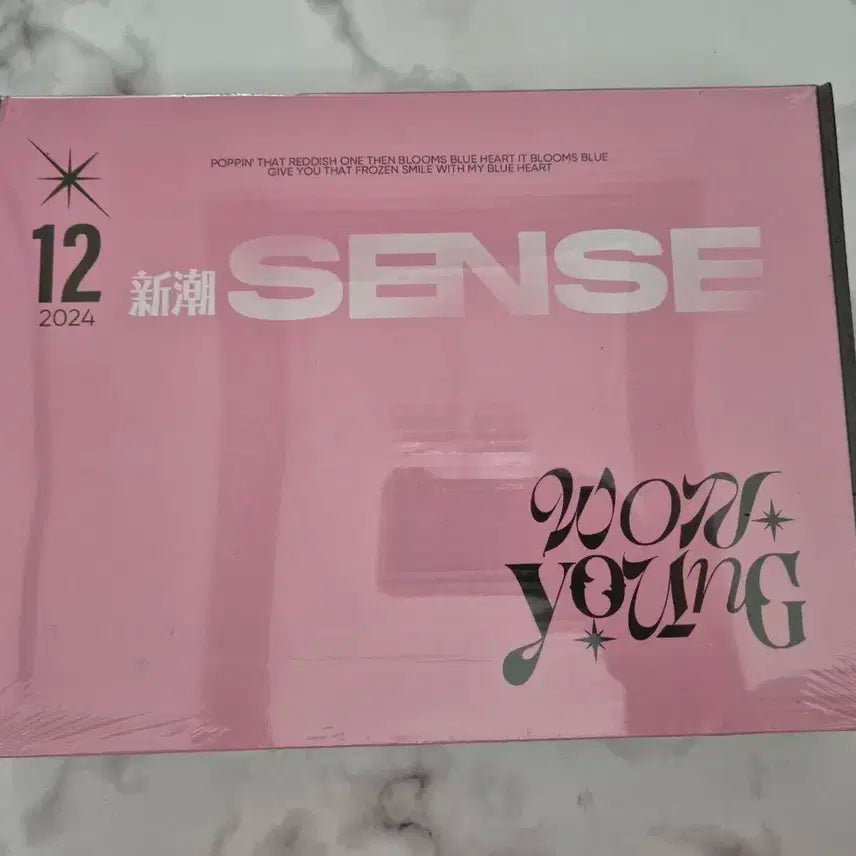 POPPIN' THAT REDDISH ONE THEN BLOOMS BLUE HEART IT BLOOMS BLUE
GIVE YOU THAT FROZEN SMILE WITH MY BLUE HEART
12
2024
新潮 SENSE
WON
YOUNG